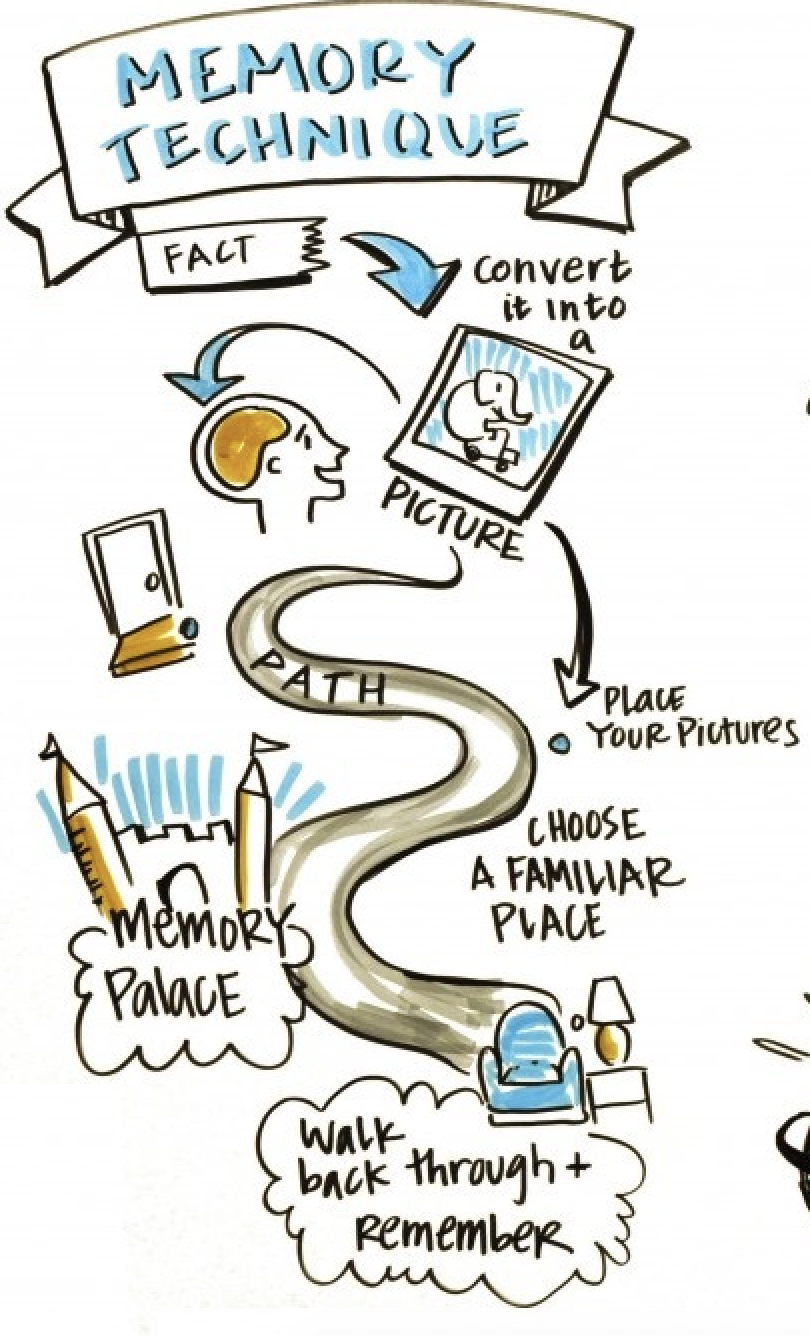 MEMORY
TECHNIQUE
FACT
convert
it into
a
PICTURE
PATH
PLACE
YOUR PictureS
CHOOSE
A FAMILIAR
PLACE
MemoRY
PalacE
Walk
back through +
RemembeR